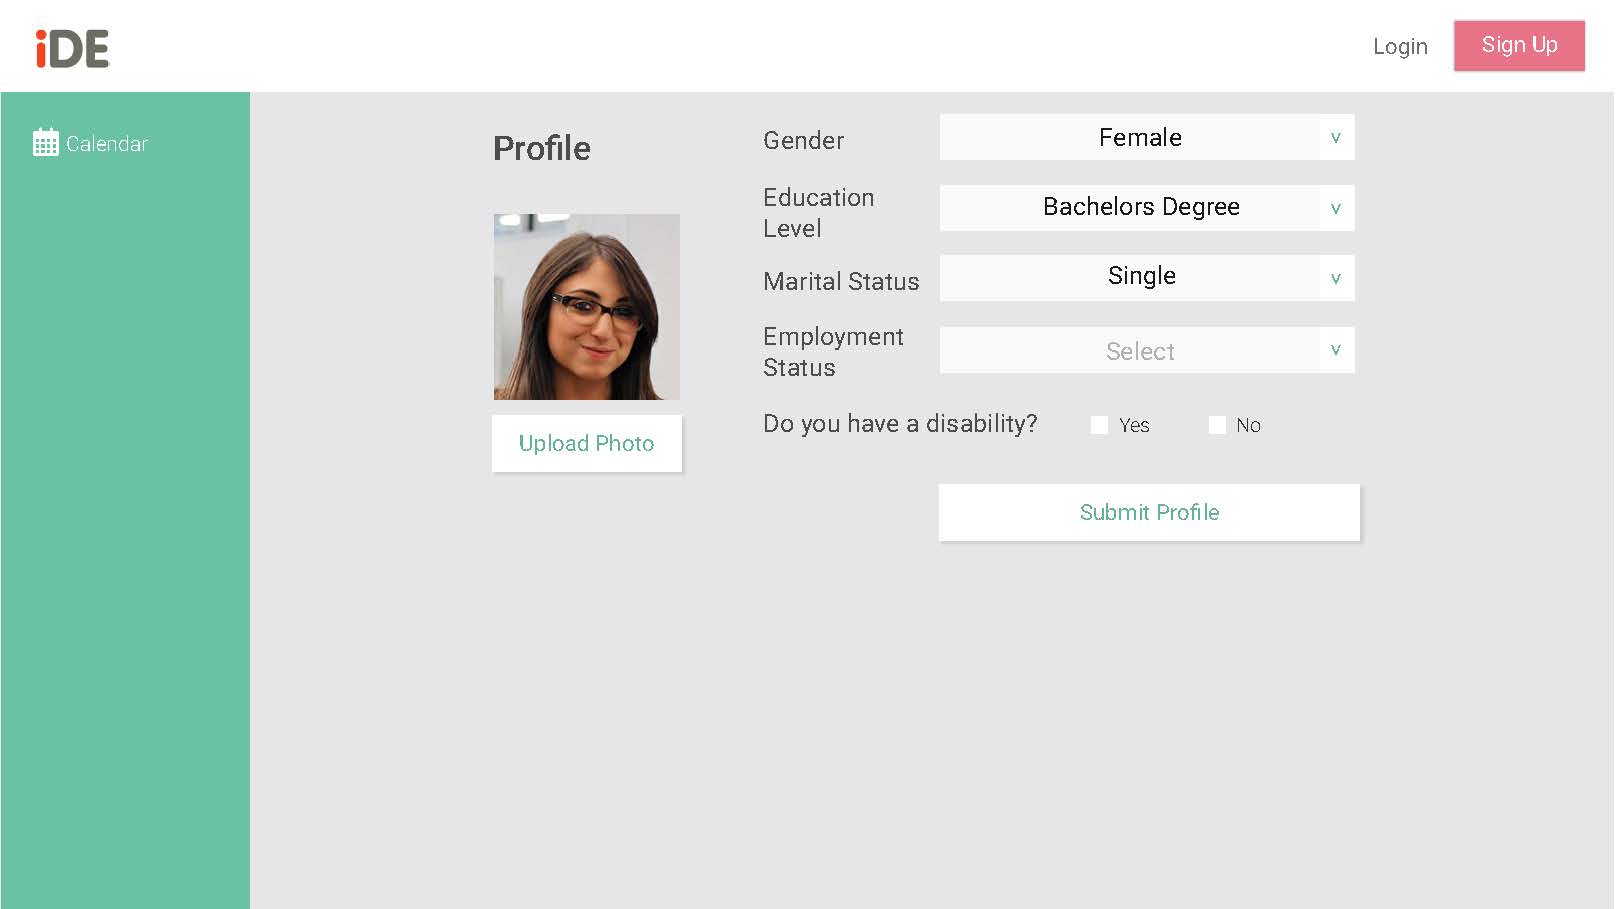 iDE
Login
Sign Up
Calendar
Profile
Upload Photo
Gender
Female
v
Education
Level
Bachelors Degree
v
Marital Status
Single
v
Employment
Status
Select
v
Do you have a disability?
Yes
No
Submit Profile